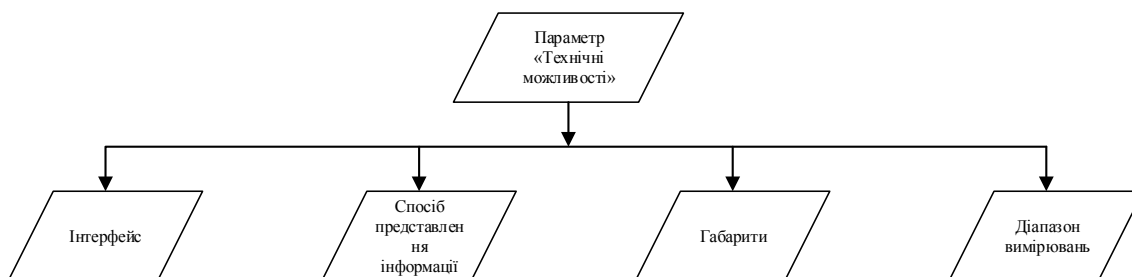 Параметр
«Технічні
можливості»
Інтерфейс
Спосіб
представлен
ня
інформації
Габарити
Діапазон
вимірювань